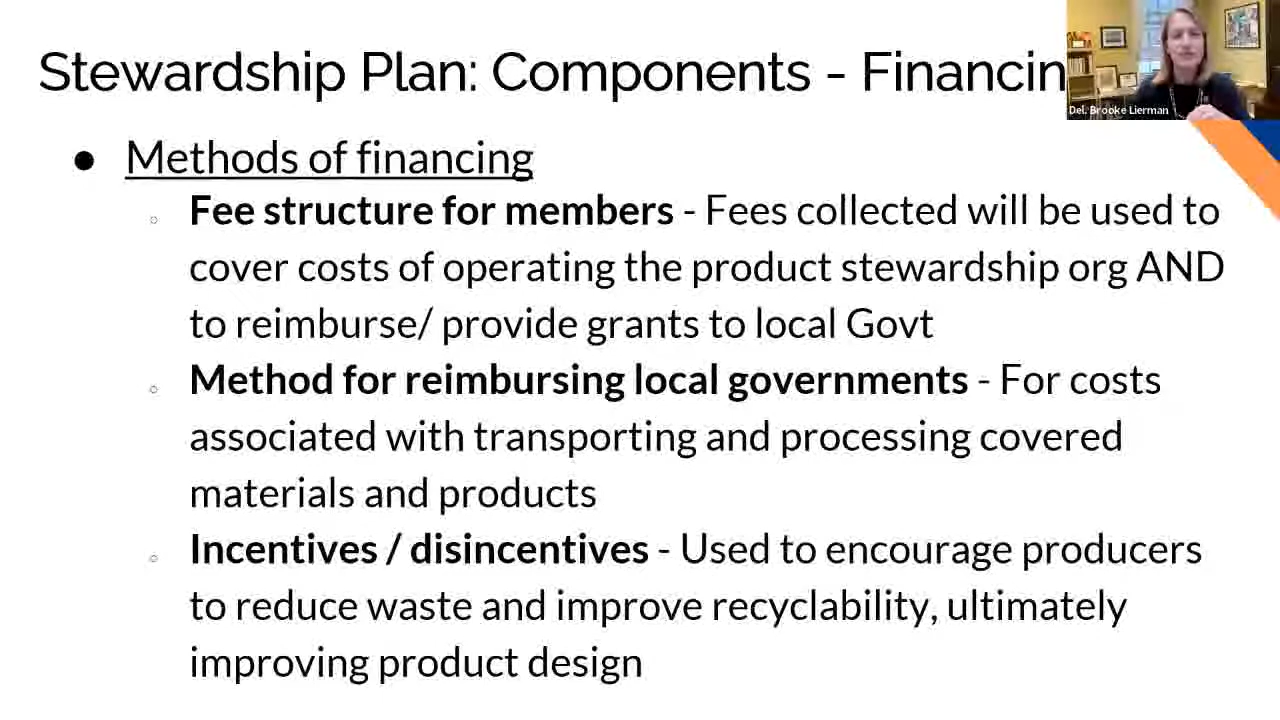 Stewardship Plan: Components - Financin
Del. Brooke Lierman
● Methods of financing
○ Fee structure for members - Fees collected will be used to
cover costs of operating the product stewardship org AND
to reimburse/ provide grants to local Govt
○ Method for reimbursing local governments - For costs
associated with transporting and processing covered
materials and products
○ Incentives / disincentives - Used to encourage producers
to reduce waste and improve recyclability, ultimately
improving product design